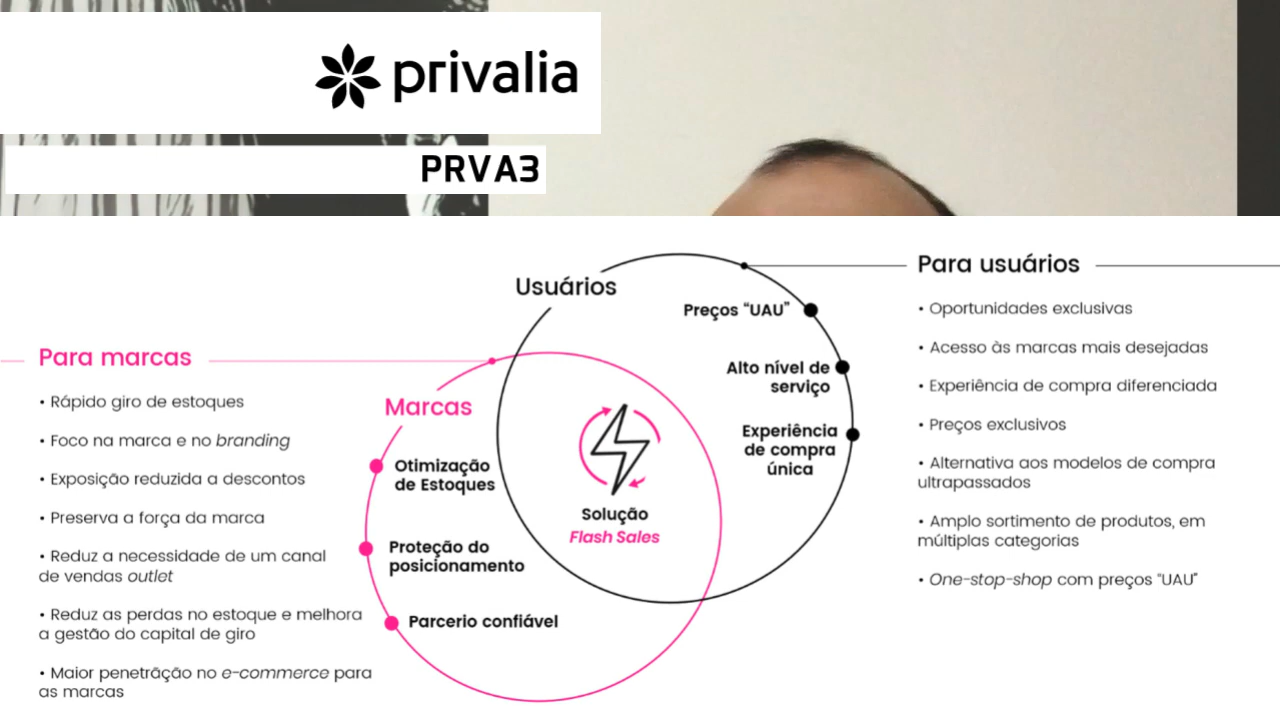 privalia
PRVA3
Para marcas
• Rápido giro de estoques
• Foco na marca e no branding
• Exposição reduzida a descontos
• Preserva a força da marca
• Reduz a necessidade de um canal
de vendas outlet
• Reduz as perdas no estoque e melhora
a gestão do capital de giro
• Maior penetração no e-commerce para
as marcas
Marcas
Otimização
de Estoques
Proteção do
posicionamento
Parcerio confiável
Solução
Flash Sales
Usuários
Preços “UAU”
Alto nível de
serviço
Experiência
de compra
única
Para usuários
• Oportunidades exclusivas
• Acesso às marcas mais desejadas
• Experiência de compra diferenciada
• Preços exclusivos
• Alternativa aos modelos de compra
ultrapassados
• Amplo sortimento de produtos, em
múltiplas categorias
• One-stop-shop com preços “UAU”